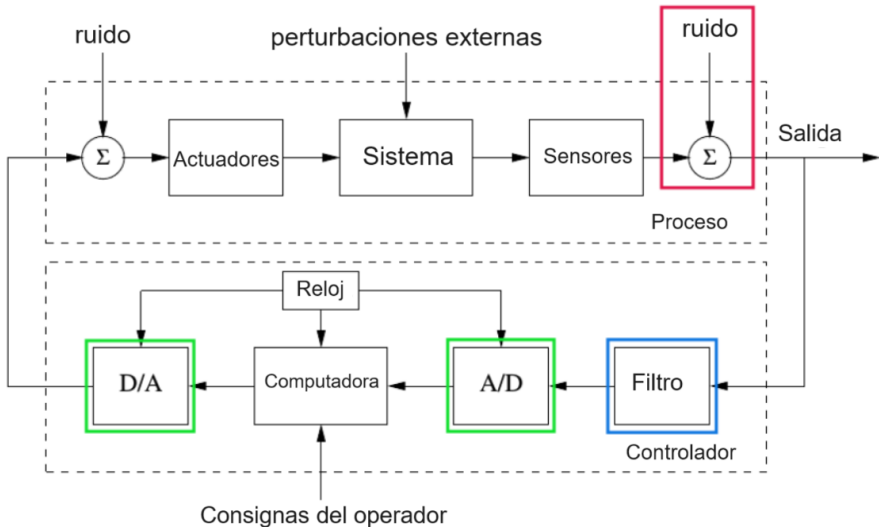 ruido
perturbaciones externas
ruido
Σ
Actuadores
Sistema
Sensores
Σ
Salida
Proceso
Reloj
D/A
Computadora
A/D
Filtro
Controlador
Consignas del operador